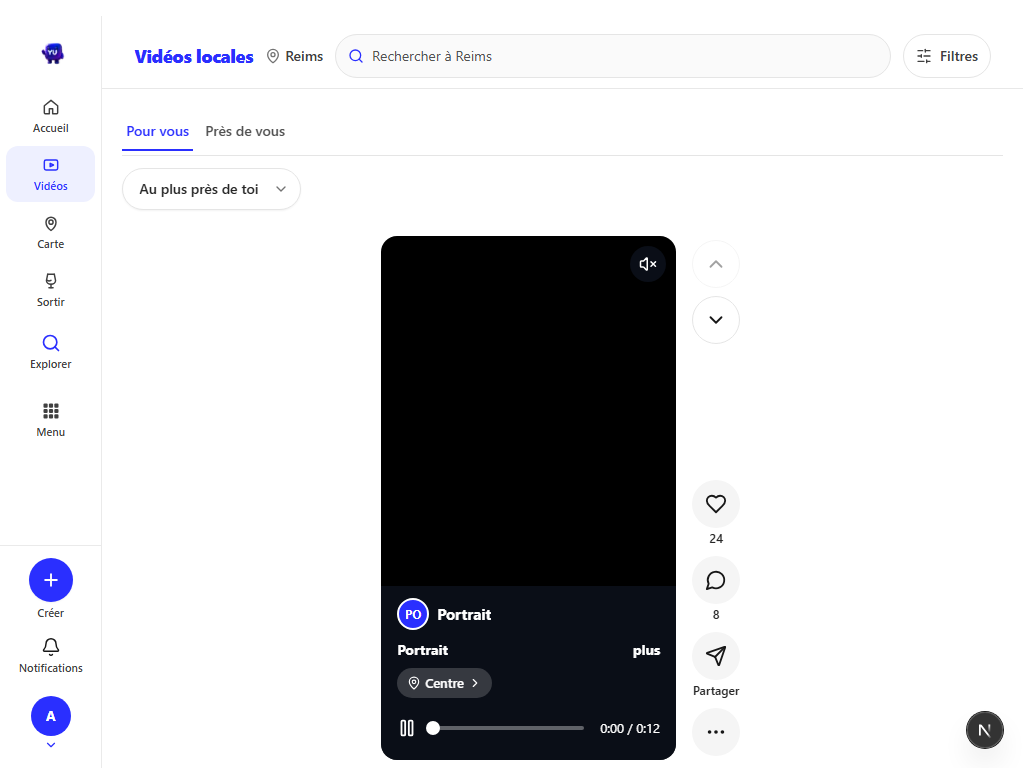 YU
Vidéos locales
Reims
Rechercher à Reims
Filtres
Accueil
Vidéos
Carte
Sortir
Explorer
Menu
Créer
Notifications
A
Pour vous
Près de vous
Au plus près de toi
PO
Portrait
Portrait
plus
Centre
0:00 / 0:12
24
8
Partager
N